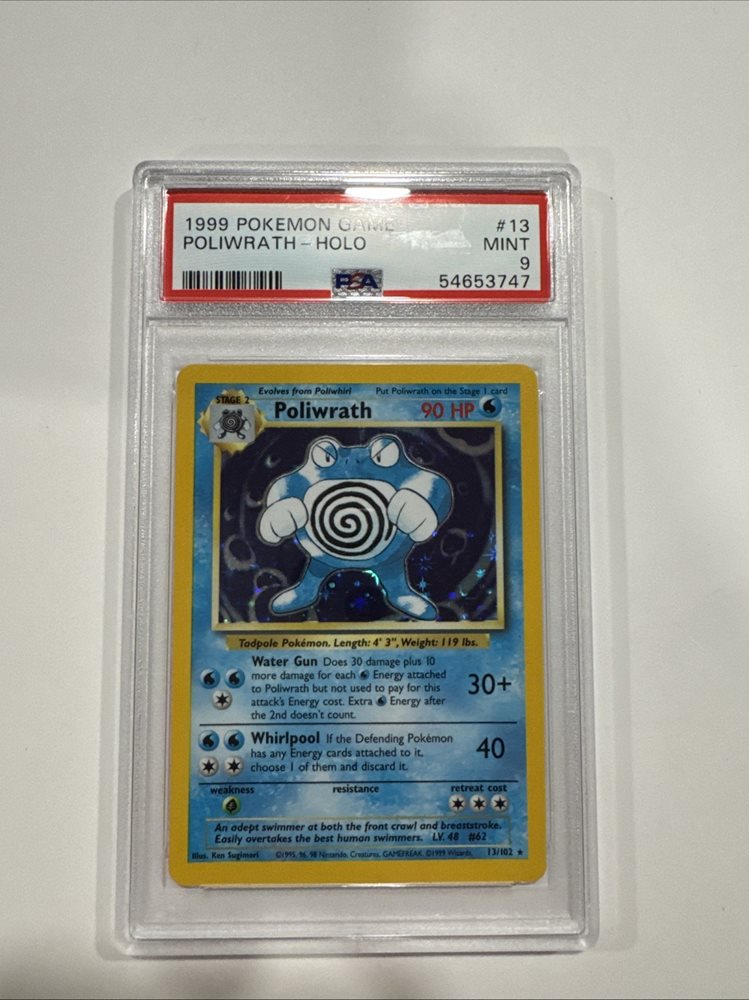 1999 POKEMON GAME #13
POLIWRATH - HOLO MINT
9
PSA 54653747
Evolves from Poliwhirl Put Poliwrath on the Stage 1 card
STAGE 2
Poliwrath 90 HP
Tadpole Pokémon. Length: 4' 3", Weight: 119 lbs.
Water Gun Does 30 damage plus 10
more damage for each Energy attached
to Poliwrath but not used to pay for this
attack's Energy cost. Extra Energy after
the 2nd doesn't count.
30+
Whirlpool If the Defending Pokémon
has any Energy cards attached to it,
choose 1 of them and discard it.
40
weakness resistance retreat cost
An adept swimmer at both the front crawl and breaststroke.
Easily overtakes the best human swimmers. LV. 48 #62
Illus. Ken Sugimori ©1995, 96, 98 Nintendo, Creatures, GAMEFREAK. ©1999 Wizards. 13/102